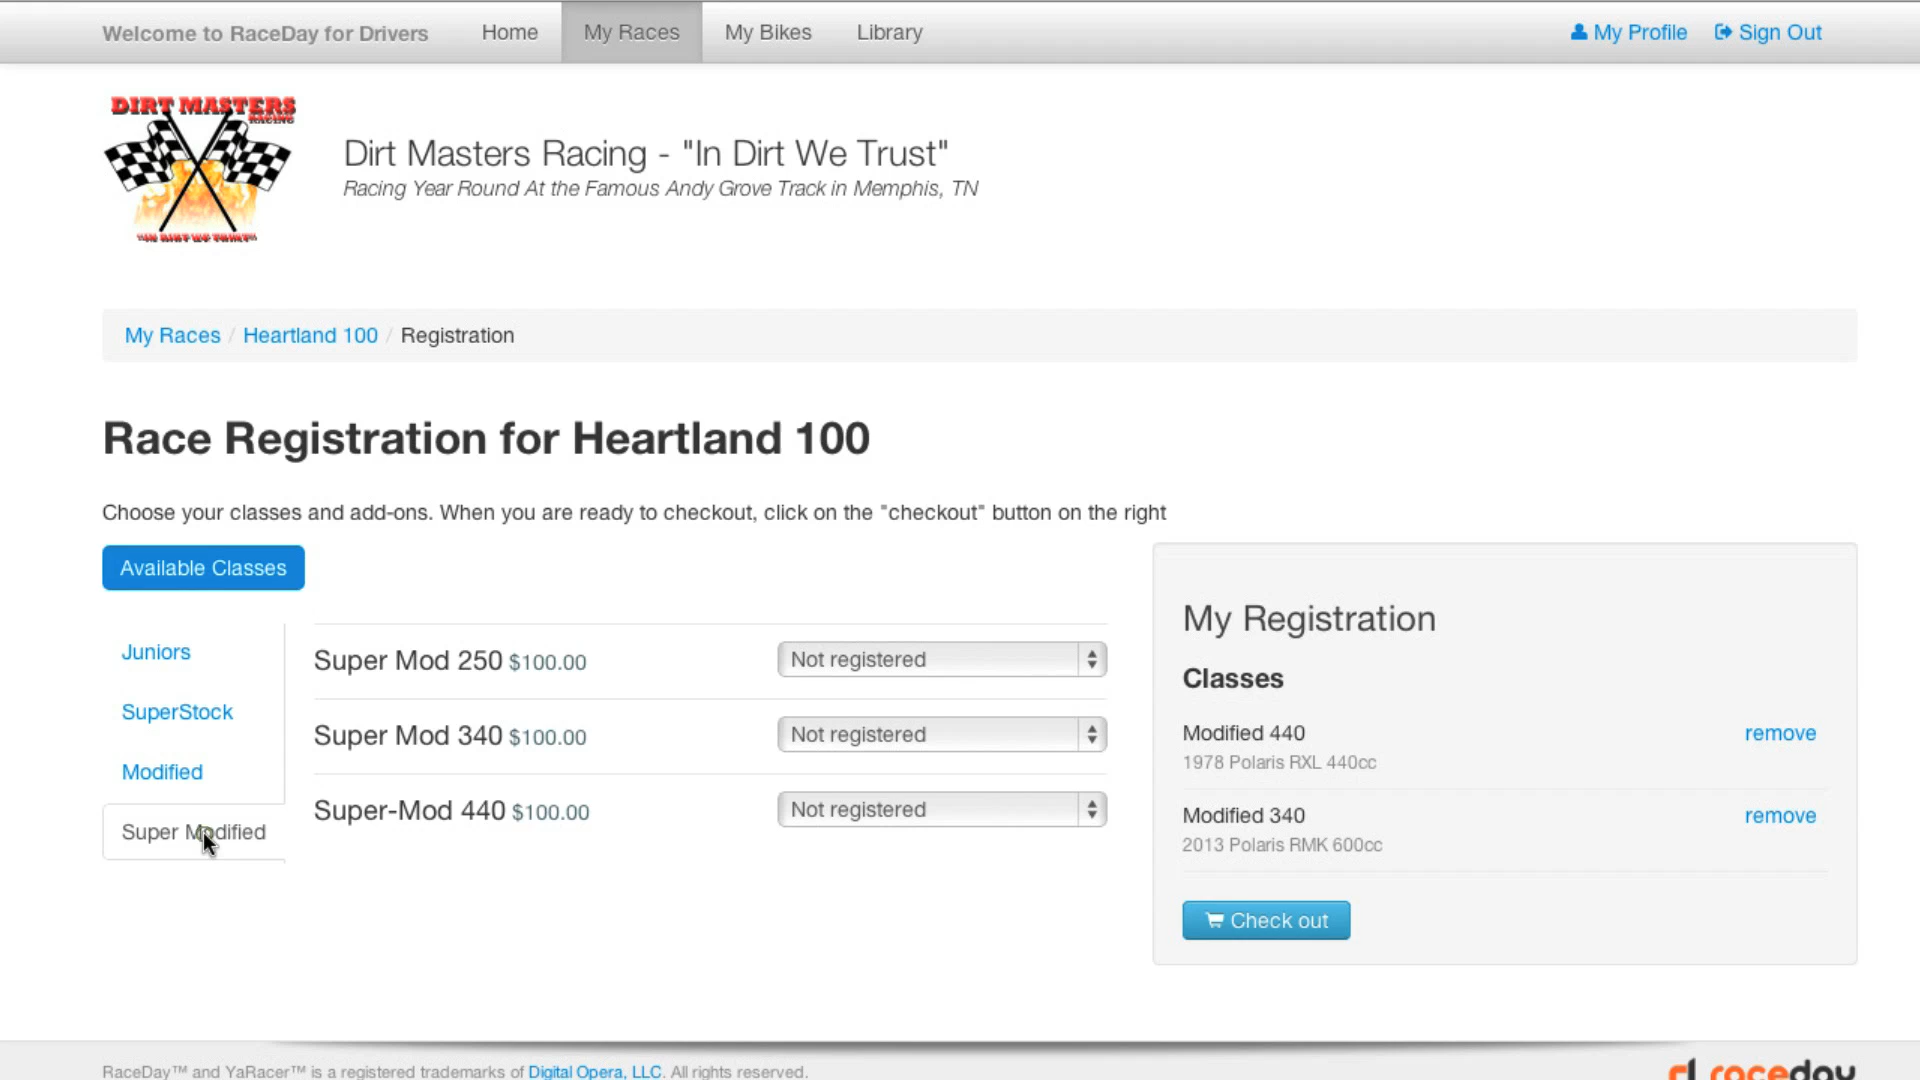 Welcome to RaceDay for Drivers Home My Races My Bikes Library My Profile Sign Out
DIRT MASTERS
RACING
"IN DIRT WE TRUST"
Dirt Masters Racing - "In Dirt We Trust"
Racing Year Round At the Famous Andy Grove Track in Memphis, TN
My Races / Heartland 100 / Registration
Race Registration for Heartland 100
Choose your classes and add-ons. When you are ready to checkout, click on the "checkout" button on the right
Available Classes
Juniors
SuperStock
Modified
Super Modified
Super Mod 250 $100.00 Not registered
Super Mod 340 $100.00 Not registered
Super-Mod 440 $100.00 Not registered
My Registration
Classes
Modified 440 remove
1978 Polaris RXL 440cc
Modified 340 remove
2013 Polaris RMK 600cc
Check out
RaceDay™ and YaRacer™ is a registered trademarks of Digital Opera, LLC. All rights reserved.
raceday